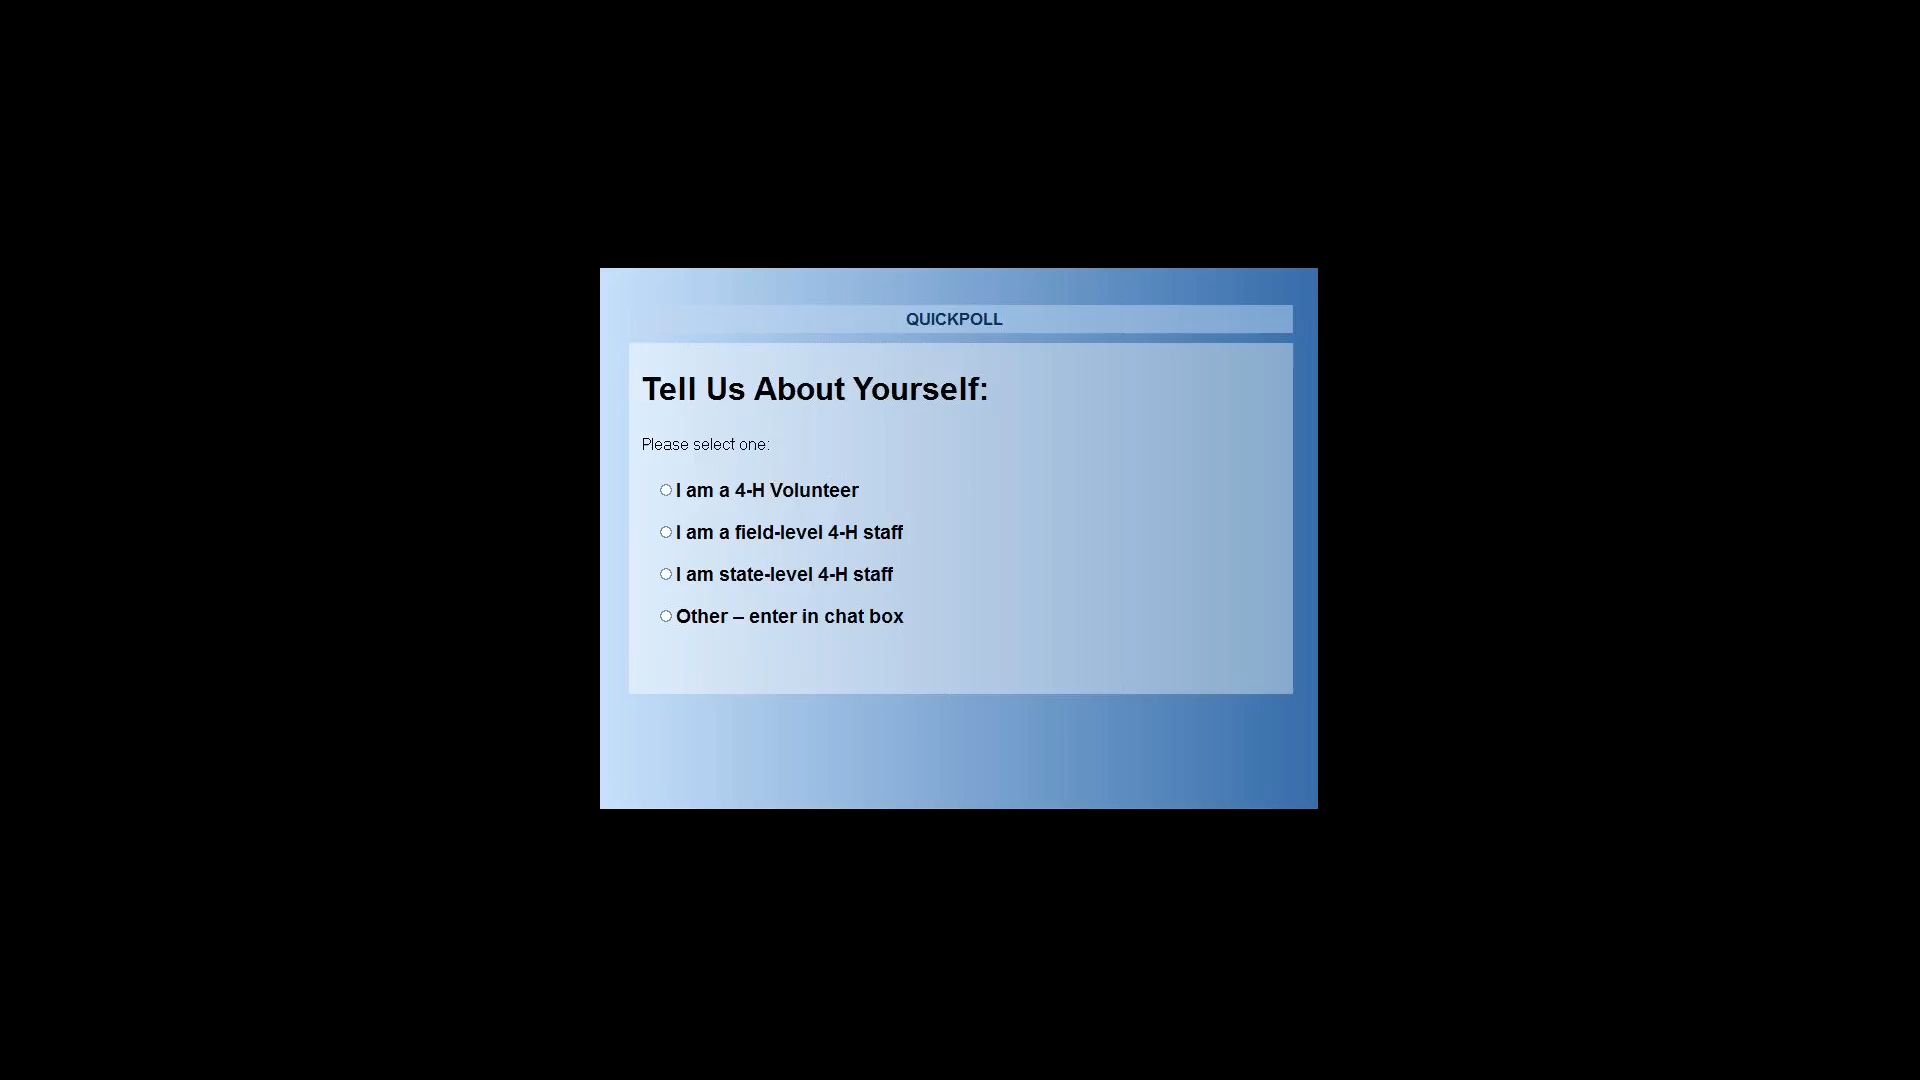 QUICKPOLL
Tell Us About Yourself:
Please select one:
I am a 4-H Volunteer
I am a field-level 4-H staff
I am state-level 4-H staff
Other – enter in chat box